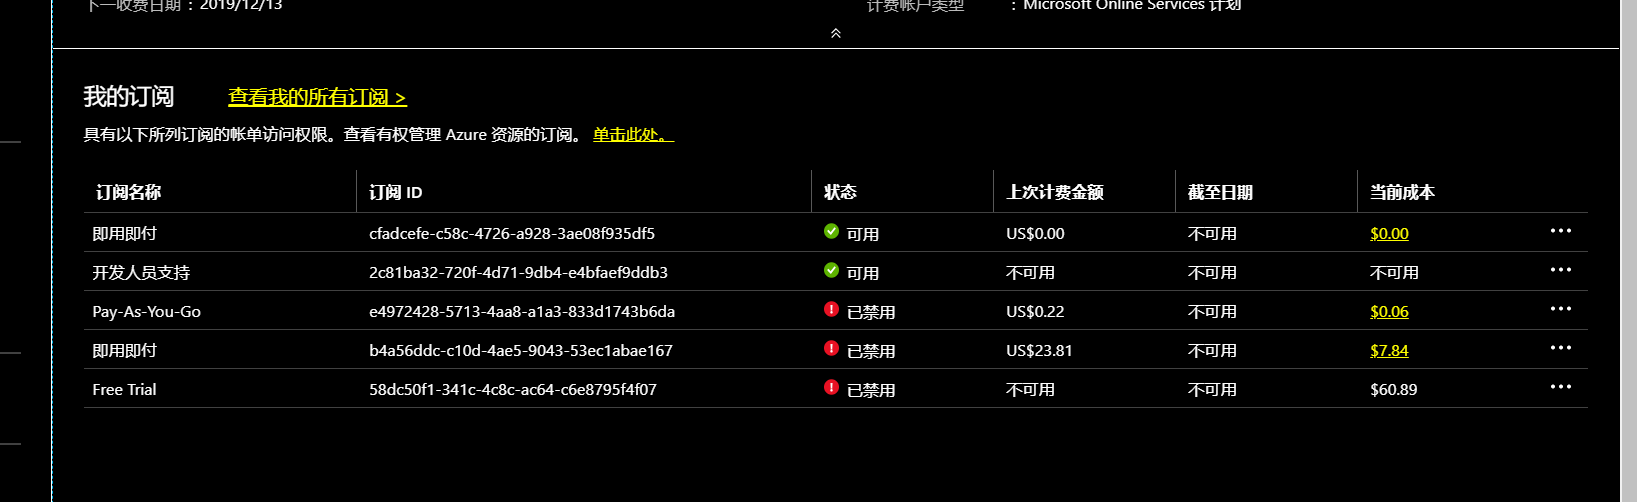 下一收费日期 : 2019/12/13 计费帐户类型 : Microsoft Online Services 计划
我的订阅 查看我的所有订阅 >
具有以下所列订阅的帐单访问权限。查看有权管理 Azure 资源的订阅。 单击此处。
订阅名称 订阅 ID 状态 上次计费金额 截至日期 当前成本
即用即付 cfadcefe-c58c-4726-a928-3ae08f935df5 可用 US$0.00 不可用 $0.00
开发人员支持 2c81ba32-720f-4d71-9db4-e4bfaef9ddb3 可用 不可用 不可用 不可用
Pay-As-You-Go e4972428-5713-4aa8-a1a3-833d1743b6da 已禁用 US$0.22 不可用 $0.06
即用即付 b4a56ddc-c10d-4ae5-9043-53ec1abae167 已禁用 US$23.81 不可用 $7.84
Free Trial 58dc50f1-341c-4c8c-ac64-c6e8795f4f07 已禁用 不可用 不可用 $60.89